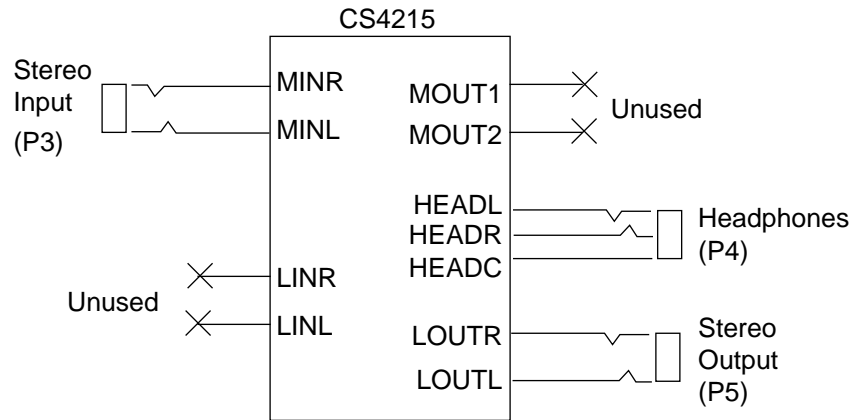 CS4215
Stereo
Input
(P3)
MINR
MINL
MOUT1
MOUT2
Unused
HEADL
HEADR
HEADC
Headphones
(P4)
Unused
LINR
LINL
LOUTR
LOUTL
Stereo
Output
(P5)